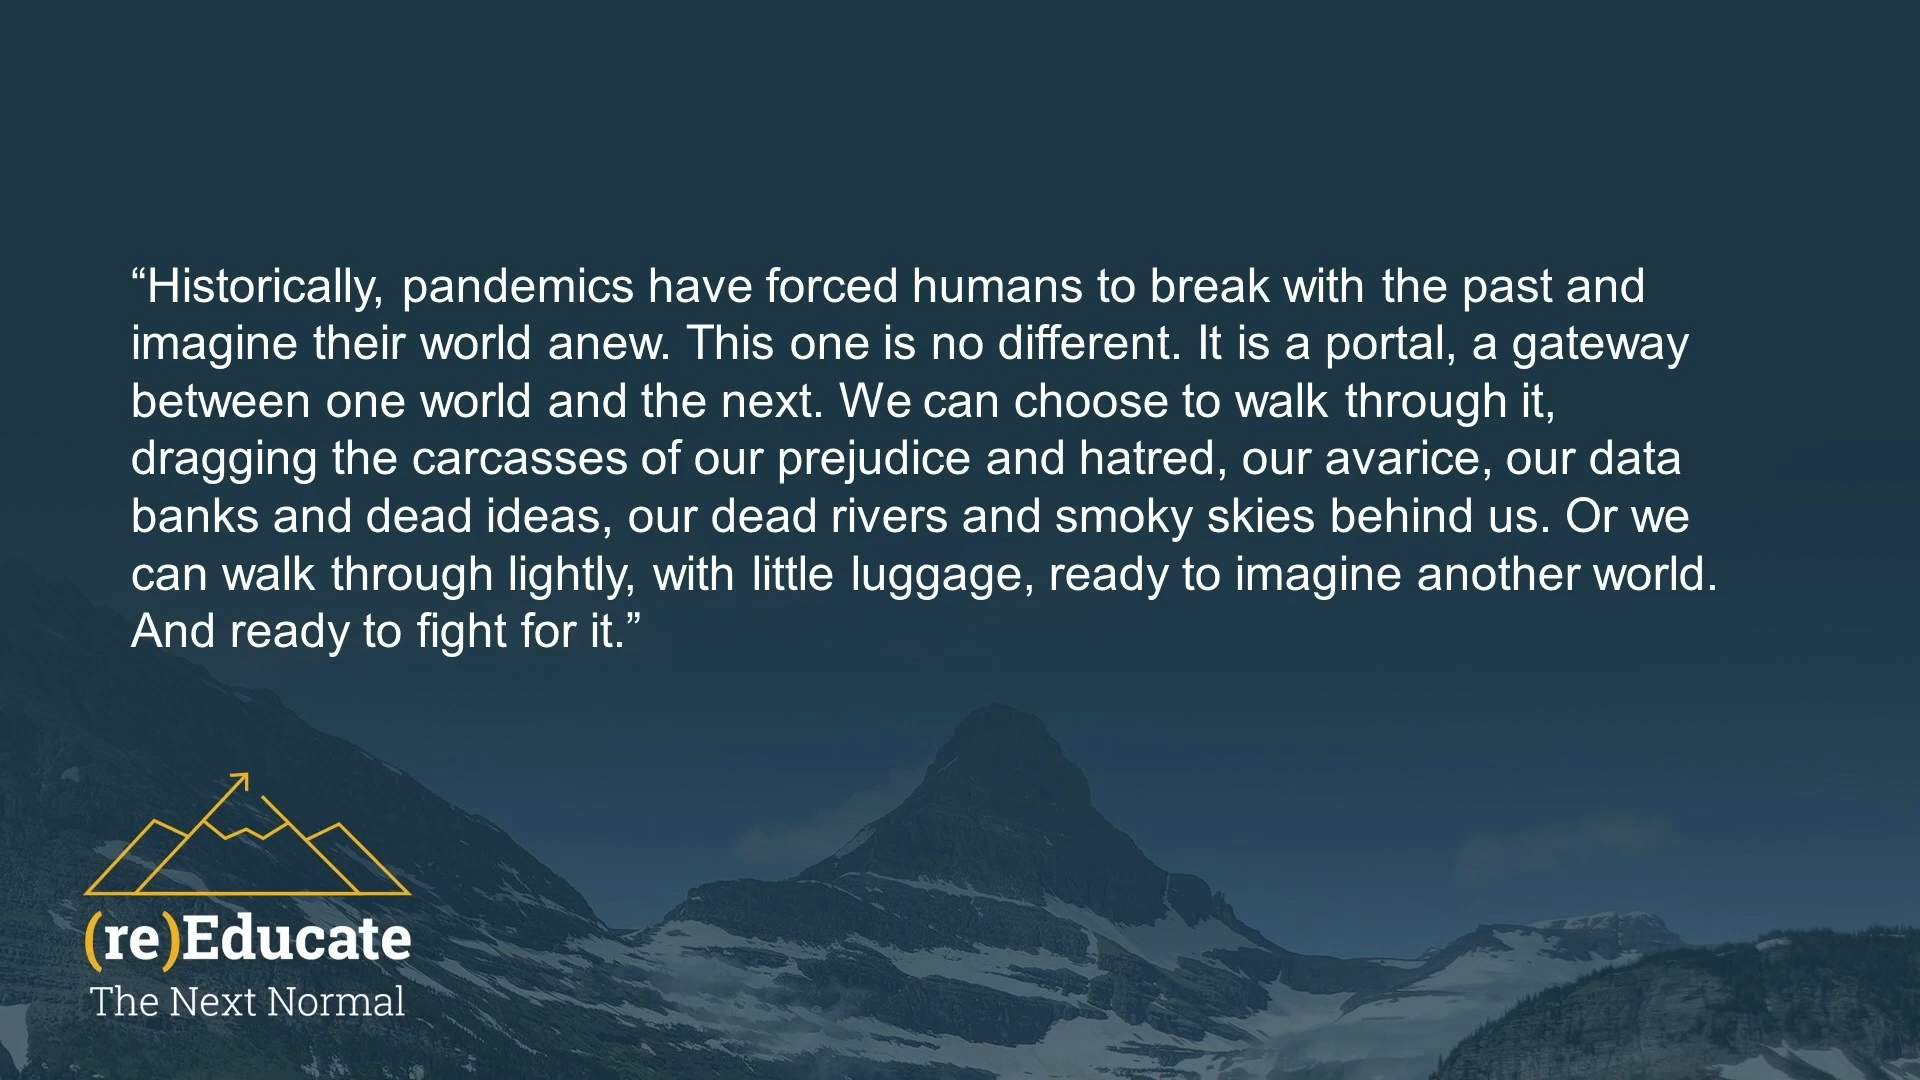 “Historically, pandemics have forced humans to break with the past and
imagine their world anew. This one is no different. It is a portal, a gateway
between one world and the next. We can choose to walk through it,
dragging the carcasses of our prejudice and hatred, our avarice, our data
banks and dead ideas, our dead rivers and smoky skies behind us. Or we
can walk through lightly, with little luggage, ready to imagine another world.
And ready to fight for it.”
(re)Educate
The Next Normal